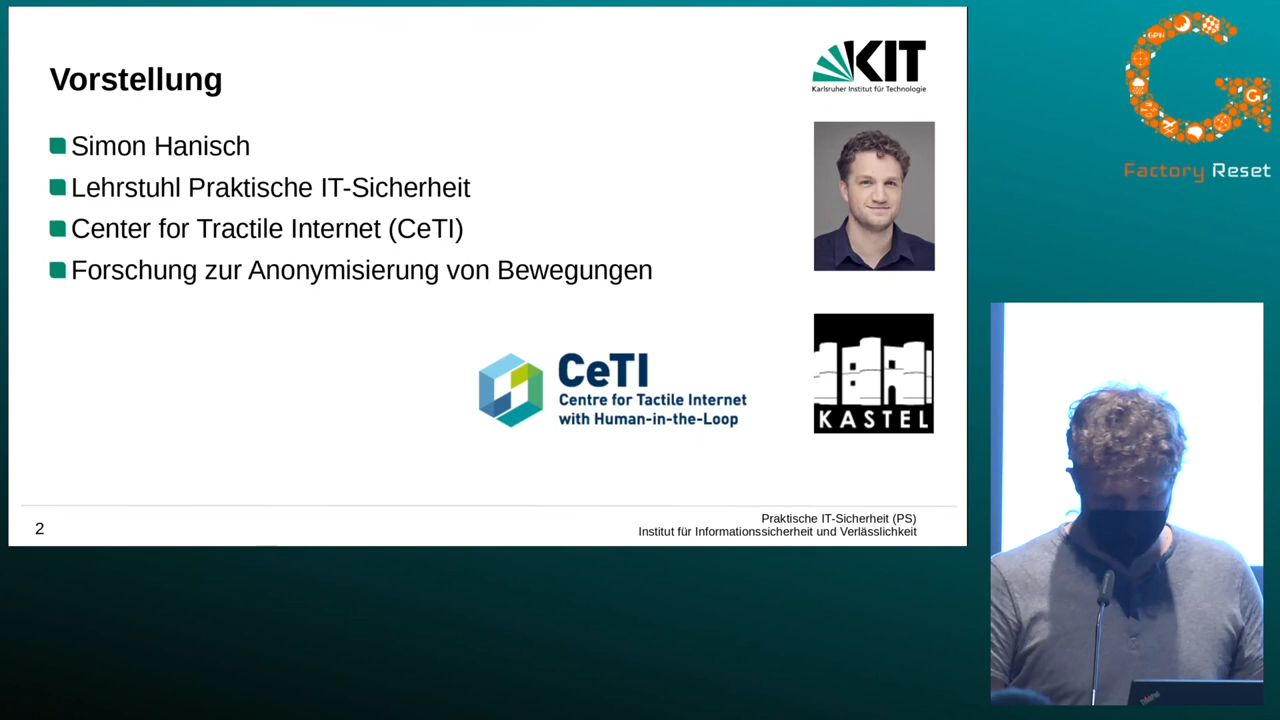 Vorstellung
KIT
Karlsruher Institut für Technologie
Simon Hanisch
Lehrstuhl Praktische IT-Sicherheit
Center for Tractile Internet (CeTI)
Forschung zur Anonymisierung von Bewegungen
CeTI
Centre for Tactile Internet
with Human-in-the-Loop
KASTEL
2
Praktische IT-Sicherheit (PS)
Institut für Informationssicherheit und Verlässlichkeit
GPN
G
Factory Reset